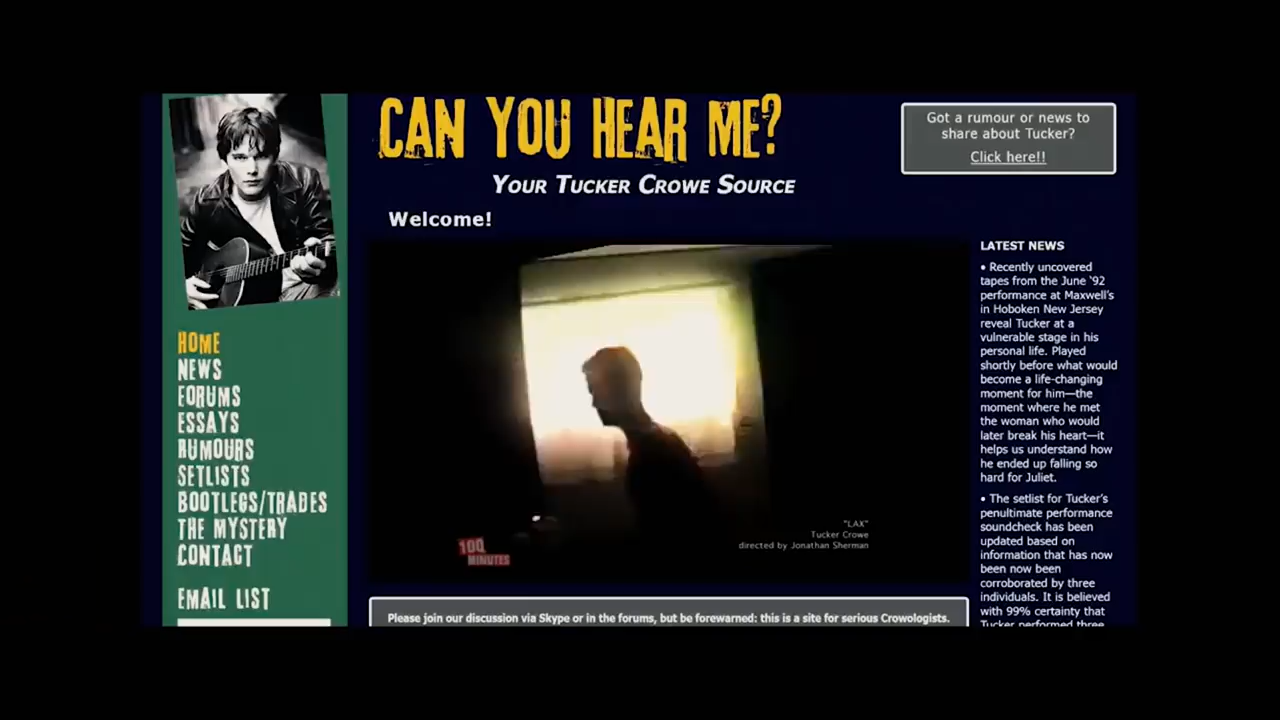 CAN YOU HEAR ME?
YOUR TUCKER CROWE SOURCE
Got a rumour or news to
share about Tucker?
Click here!!
Welcome!
HOME
NEWS
FORUMS
ESSAYS
RUMOURS
SETLISTS
BOOTLEGS/TRADES
THE MYSTERY
CONTACT
EMAIL LIST
100
MINUTES
"LAX"
Tucker Crowe
directed by Jonathan Sherman
Please join our discussion via Skype or in the forums, but be forewarned: this is a site for serious Crowologists.
LATEST NEWS
• Recently uncovered
tapes from the June '92
performance at Maxwell's
in Hoboken New Jersey
reveal Tucker at a
vulnerable stage in his
personal life. Played
shortly before what would
become a life-changing
moment for him—the
moment where he met
the woman who would
later break his heart—it
helps us understand how
he ended up falling so
hard for Juliet.
• The setlist for Tucker's
penultimate performance
soundcheck has been
updated based on
information that has now
been now been
corroborated by three
individuals. It is believed
with 99% certainty that
Tucker performed three